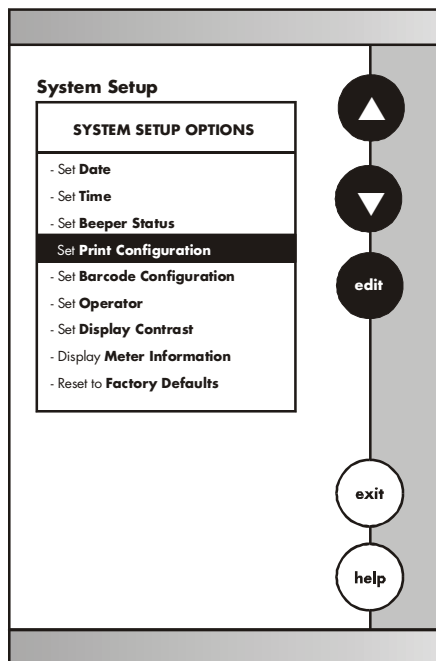 System Setup
SYSTEM SETUP OPTIONS
- Set Date
- Set Time
- Set Beeper Status
Set Print Configuration
- Set Barcode Configuration
- Set Operator
- Set Display Contrast
- Display Meter Information
- Reset to Factory Defaults
edit
exit
help